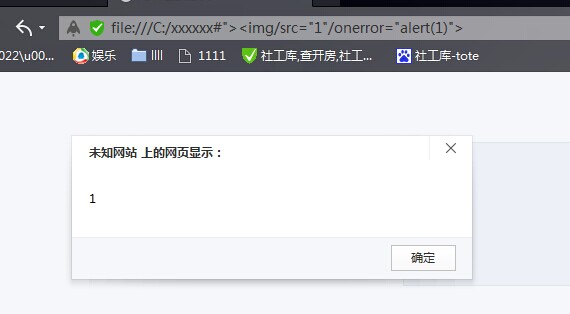 file:///C:/xxxxxx#"><img/src="1"/onerror="alert(1)">
022\u00... 娱乐 llll 1111 社工库,查开房,社工... 社工库-tote
未知网站 上的网页显示：
1
确定